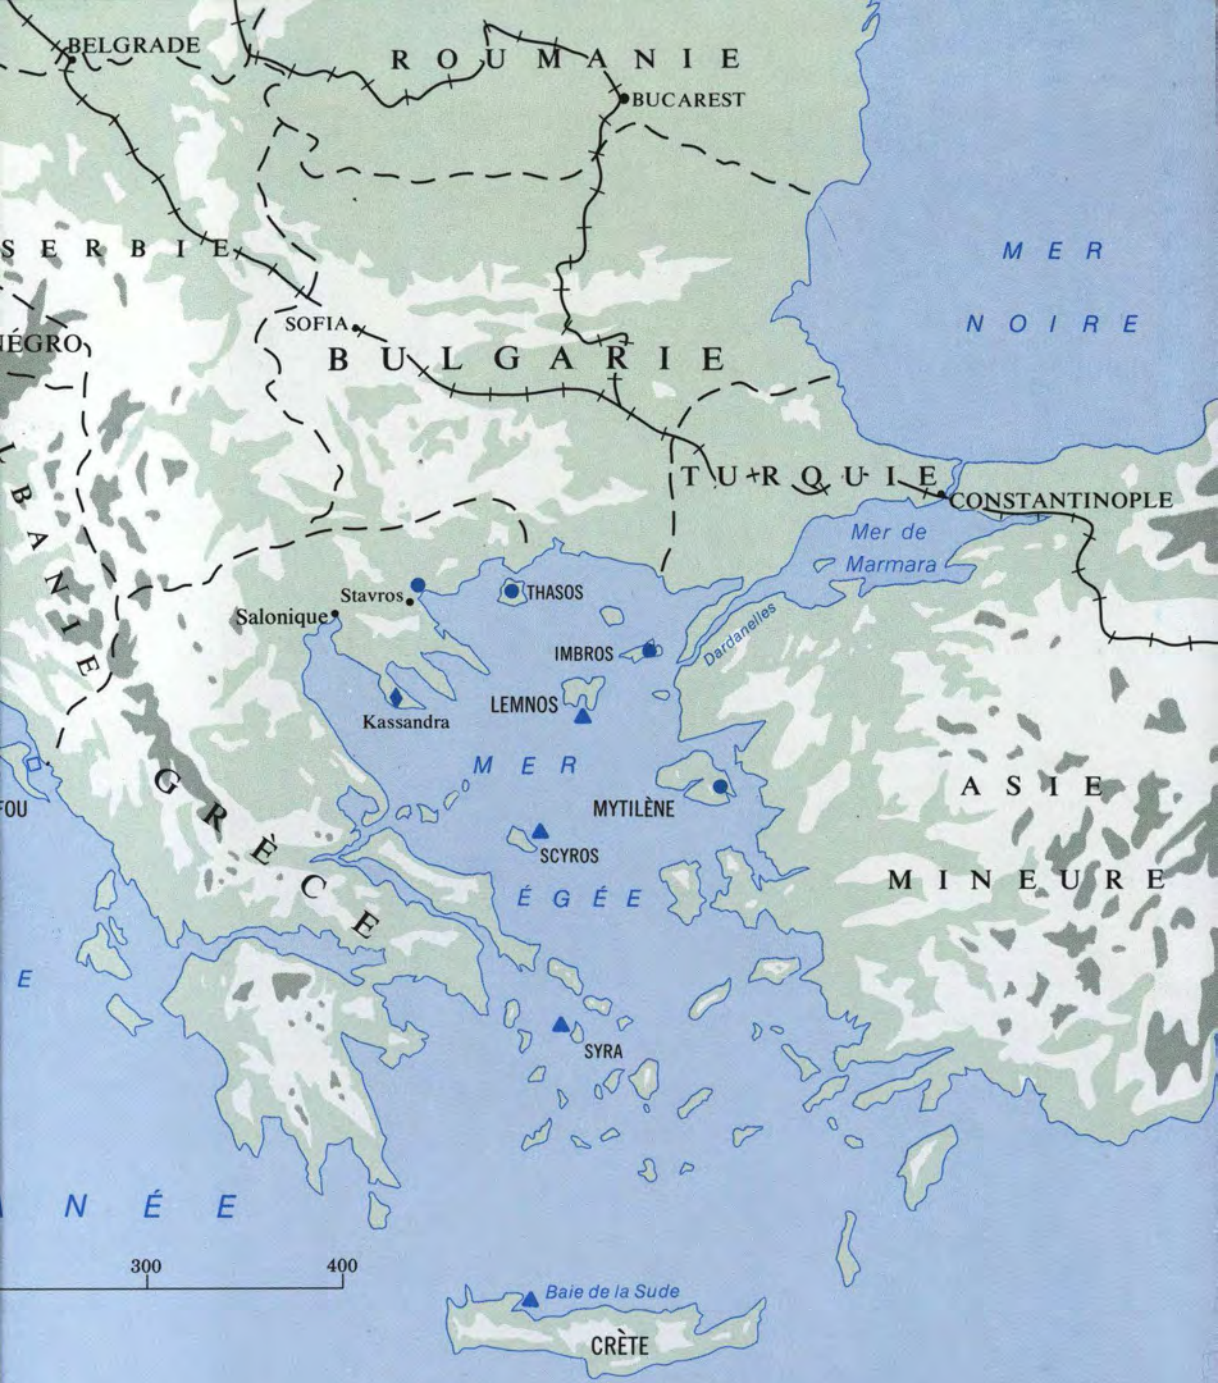 BELGRADE
ROUMANIE
BUCAREST
SERBIE
MER
NOIRE
SOFIA
NÉGRO
BULGARIE
TURQUIE
CONSTANTINOPLE
LBANIE
Mer de
Marmara
Stavros
THASOS
Salonique
Dardanelles
IMBROS
LEMNOS
Kassandra
MER
ASIE
GRÈCE
FOU
MYTILÈNE
SCYROS
MINEURE
ÉGÉE
E
SYRA
NÉE
300
400
Baie de la Sude
CRÈTE